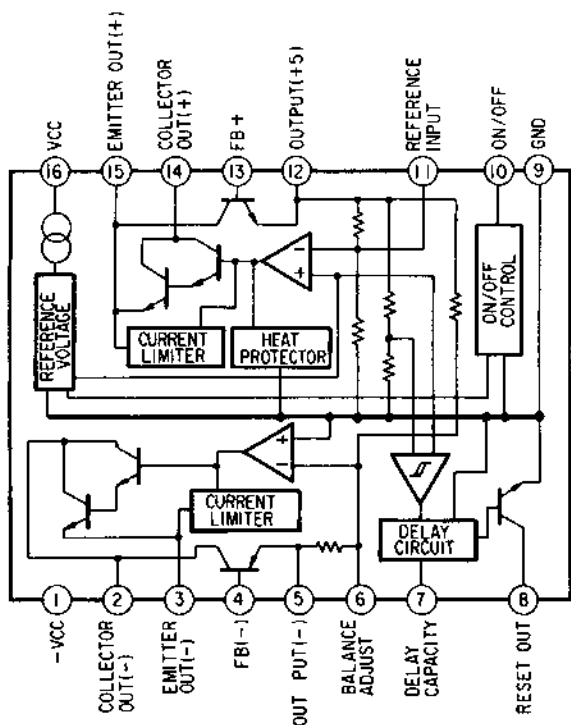 VCC
EMITTER OUT(+)
COLLECTOR
OUT(+)
FB+
OUTPUT(+5)
REFERENCE
INPUT
ON/OFF
GND
16
15
14
13
12
11
10
9
REFERENCE
VOLTAGE
CURRENT
LIMITER
HEAT
PROTECTOR
-
+
ON/OFF
CONTROL
+
-
CURRENT
LIMITER
DELAY
CIRCUIT
1
2
3
4
5
6
7
8
-VCC
COLLECTOR
OUT(-)
EMITTER
OUT(-)
FB(-)
OUT PUT(-)
BALANCE
ADJUST
DELAY
CAPACITY
RESET OUT